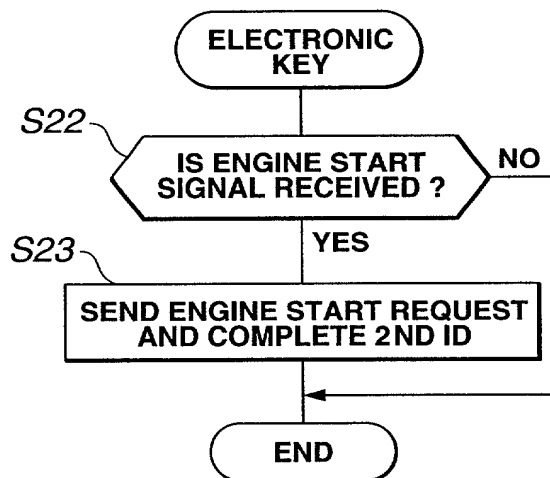 ELECTRONIC
KEY
S22
IS ENGINE START
SIGNAL RECEIVED ?
NO
YES
S23
SEND ENGINE START REQUEST
AND COMPLETE 2ND ID
END